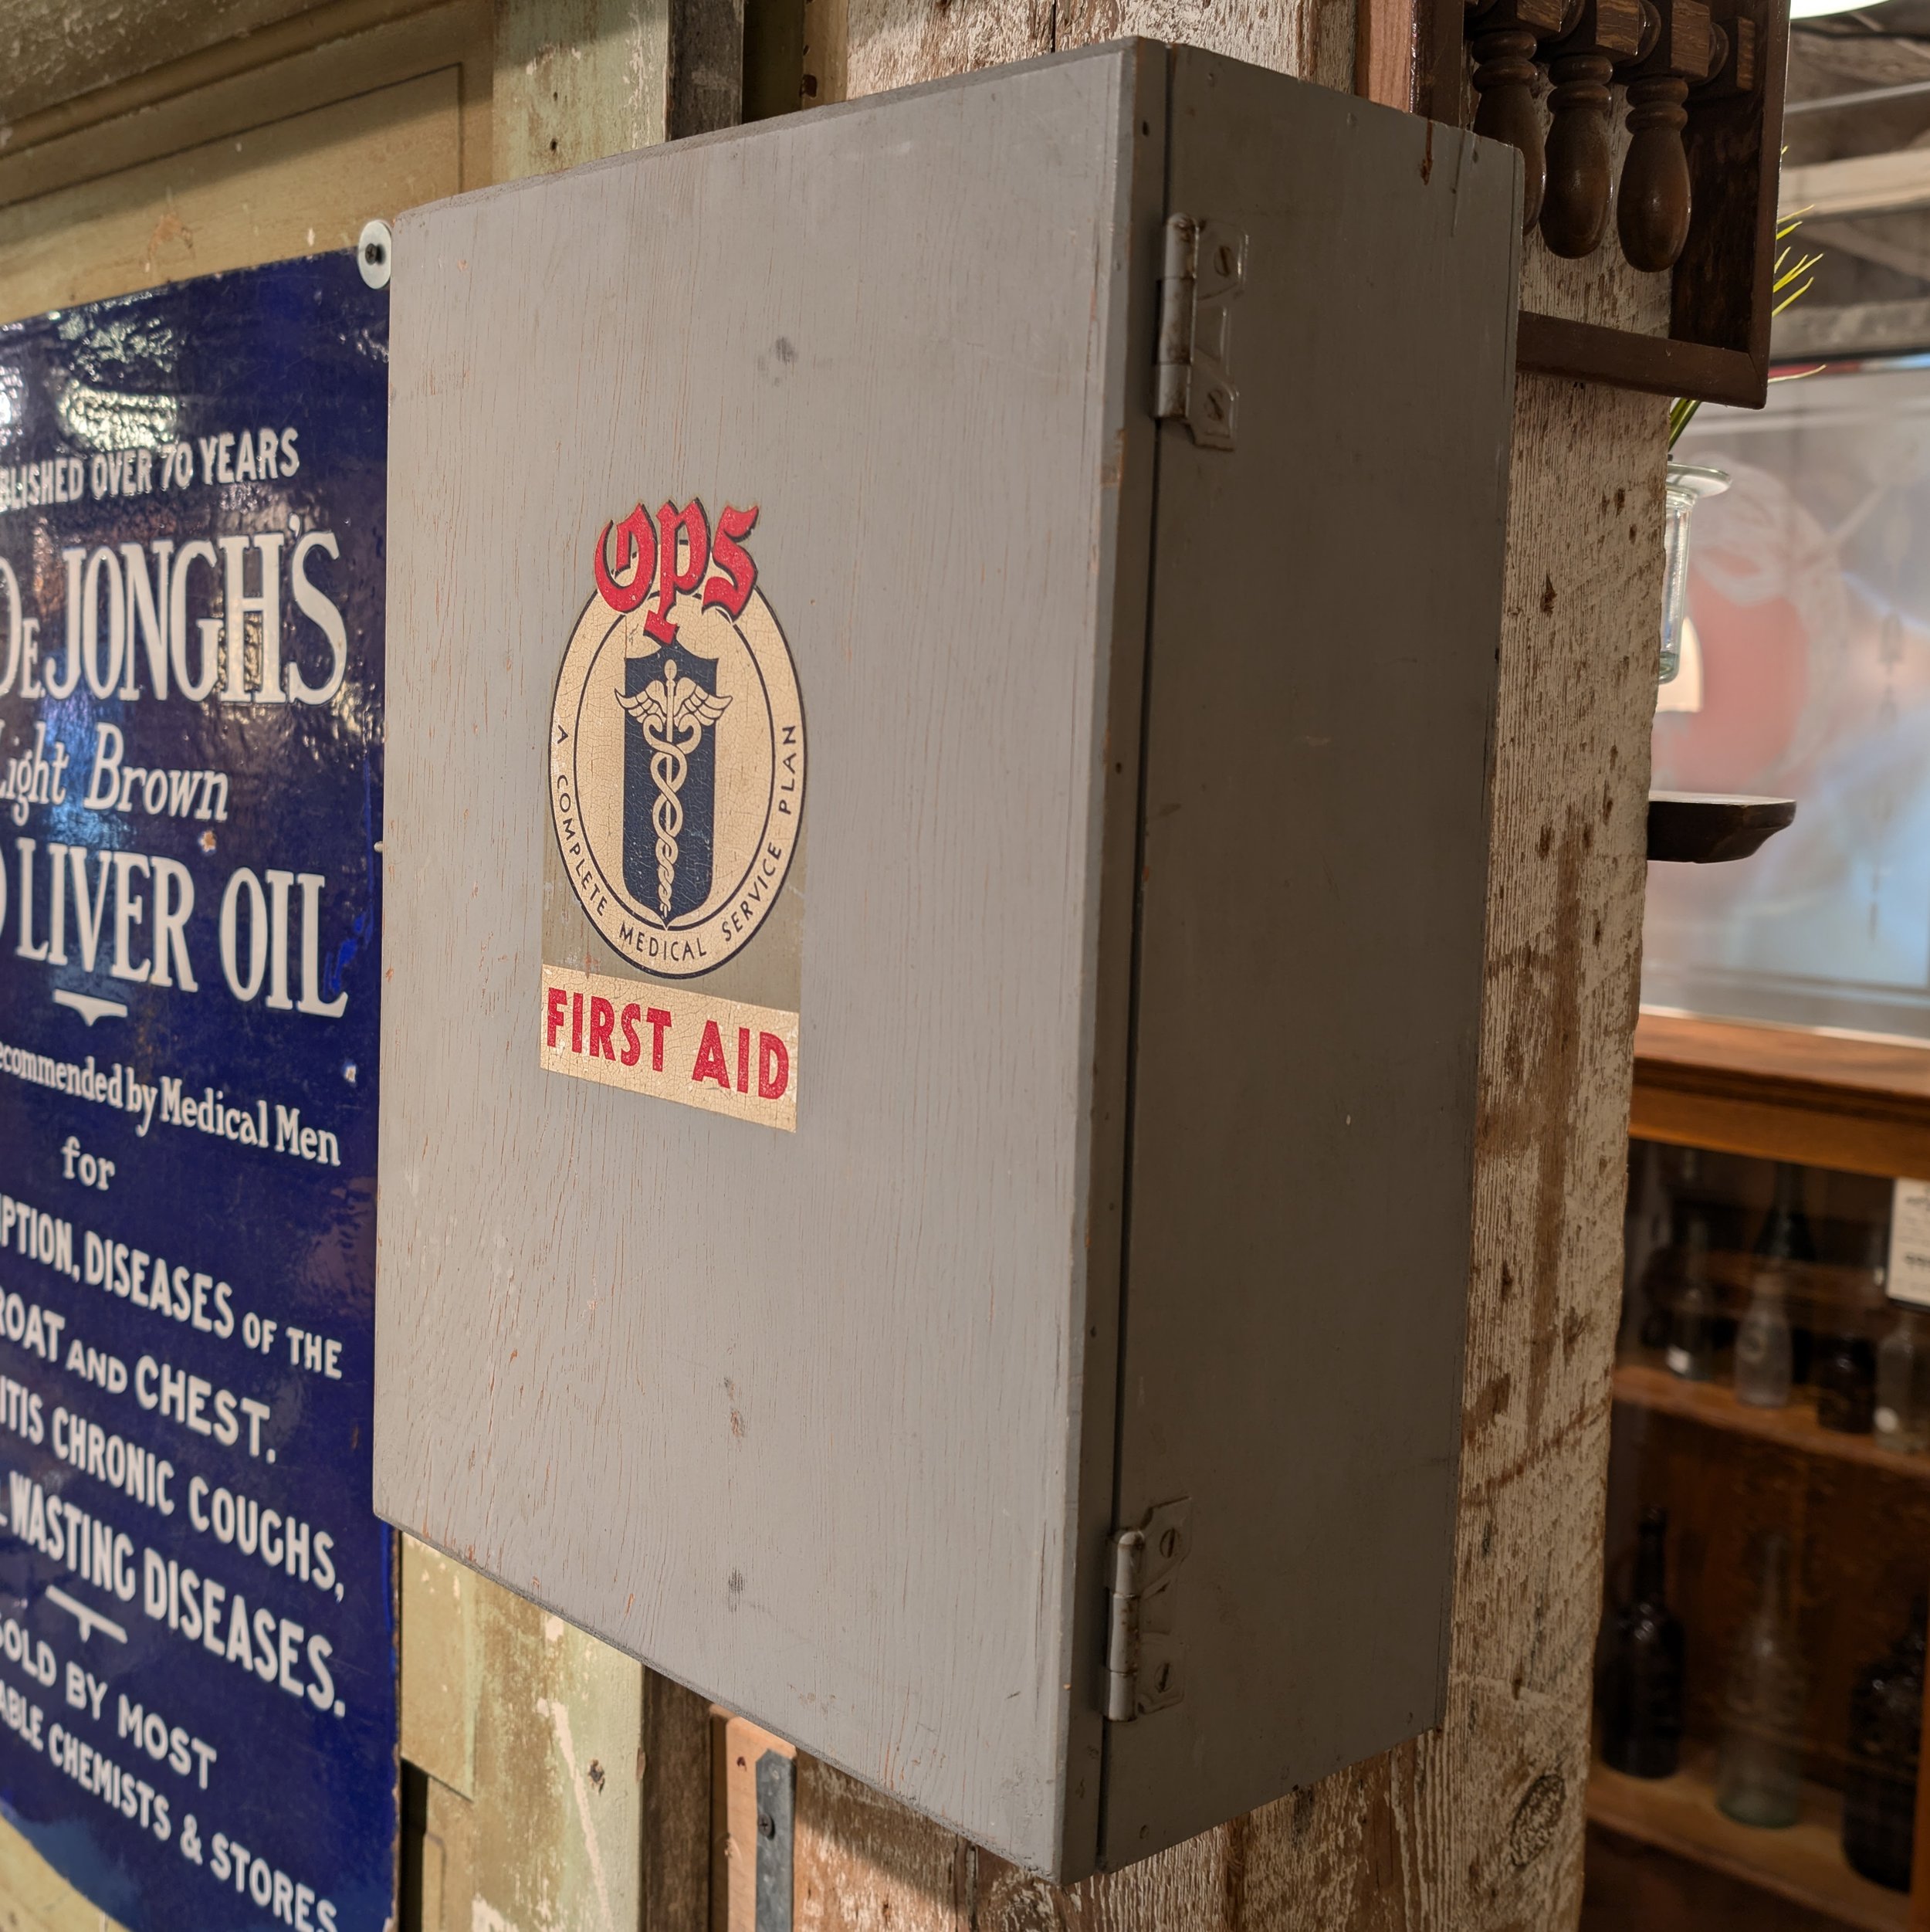 OVER 70 YEARS
DE JONGH'S
Light Brown
LIVER OIL
Recommended by Medical Men
for
DISEASES OF THE
AND CHEST.
CHRONIC COUGHS,
WASTING DISEASES.
SOLD BY MOST
CHEMISTS & STORES.
Ops
A COMPLETE MEDICAL SERVICE PLAN
FIRST AID